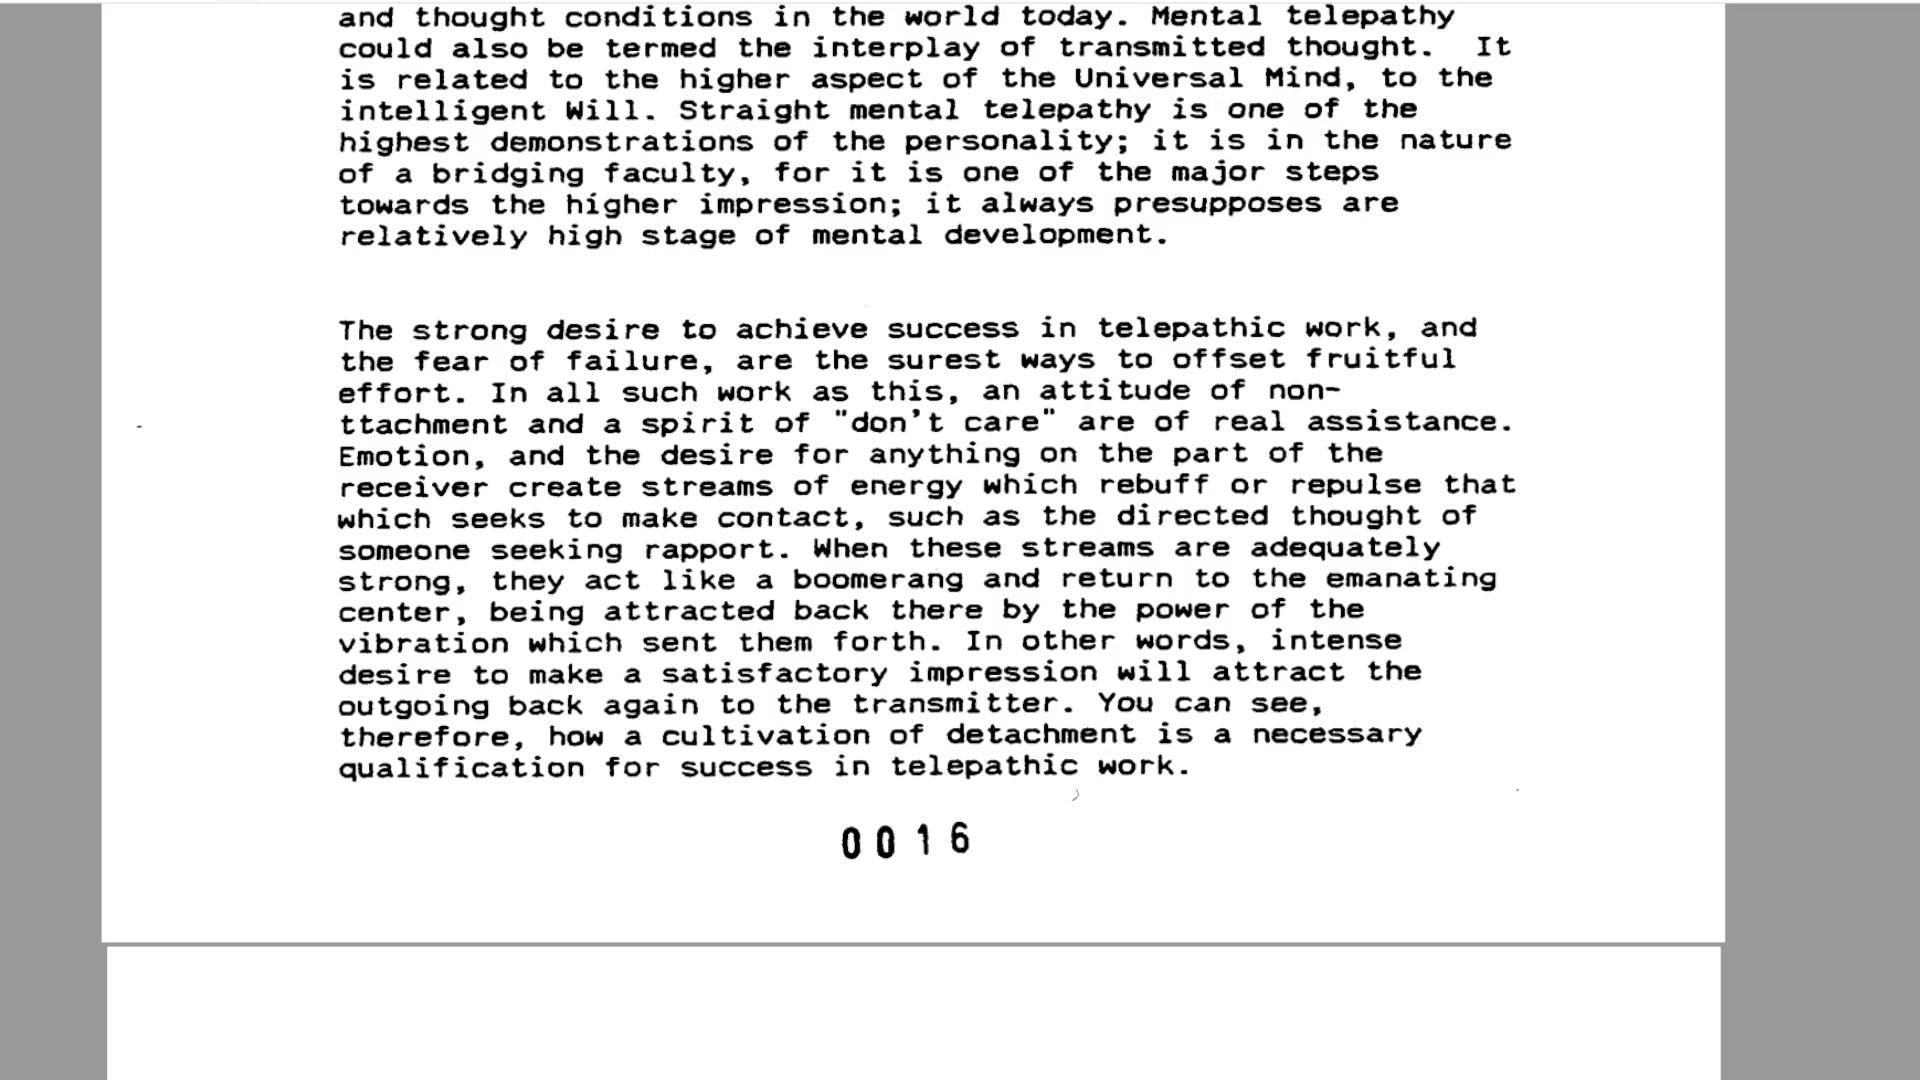 and thought conditions in the world today. Mental telepathy
could also be termed the interplay of transmitted thought. It
is related to the higher aspect of the Universal Mind, to the
intelligent Will. Straight mental telepathy is one of the
highest demonstrations of the personality; it is in the nature
of a bridging faculty, for it is one of the major steps
towards the higher impression; it always presupposes are
relatively high stage of mental development.
The strong desire to achieve success in telepathic work, and
the fear of failure, are the surest ways to offset fruitful
effort. In all such work as this, an attitude of non-
ttachment and a spirit of "don't care" are of real assistance.
Emotion, and the desire for anything on the part of the
receiver create streams of energy which rebuff or repulse that
which seeks to make contact, such as the directed thought of
someone seeking rapport. When these streams are adequately
strong, they act like a boomerang and return to the emanating
center, being attracted back there by the power of the
vibration which sent them forth. In other words, intense
desire to make a satisfactory impression will attract the
outgoing back again to the transmitter. You can see,
therefore, how a cultivation of detachment is a necessary
qualification for success in telepathic work.
0016